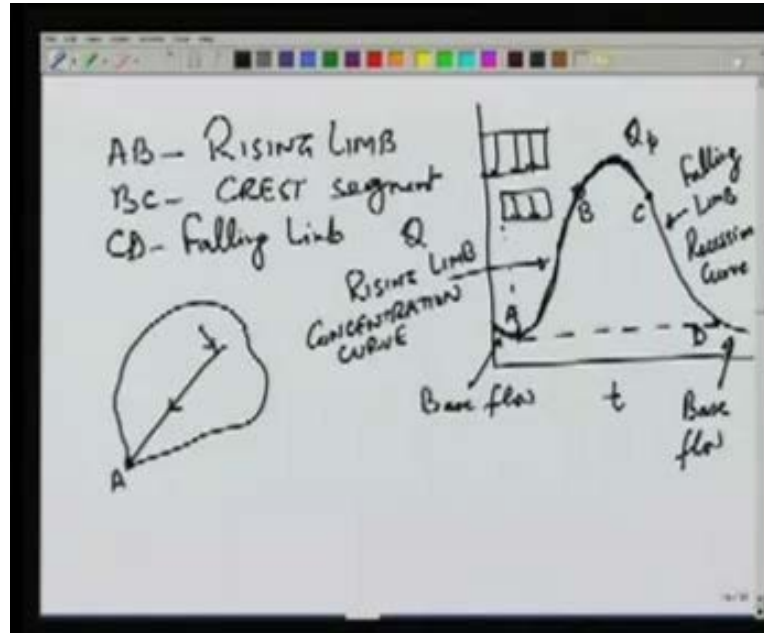 AB – RISING LIMB
BC – CREST segment
CD – Falling Limb
Q
RISING LIMB
CONCENTRATION
CURVE
A
B
Qp
C
Falling
Limb
Recession
Curve
D
Base flow
t
Base
flow
A